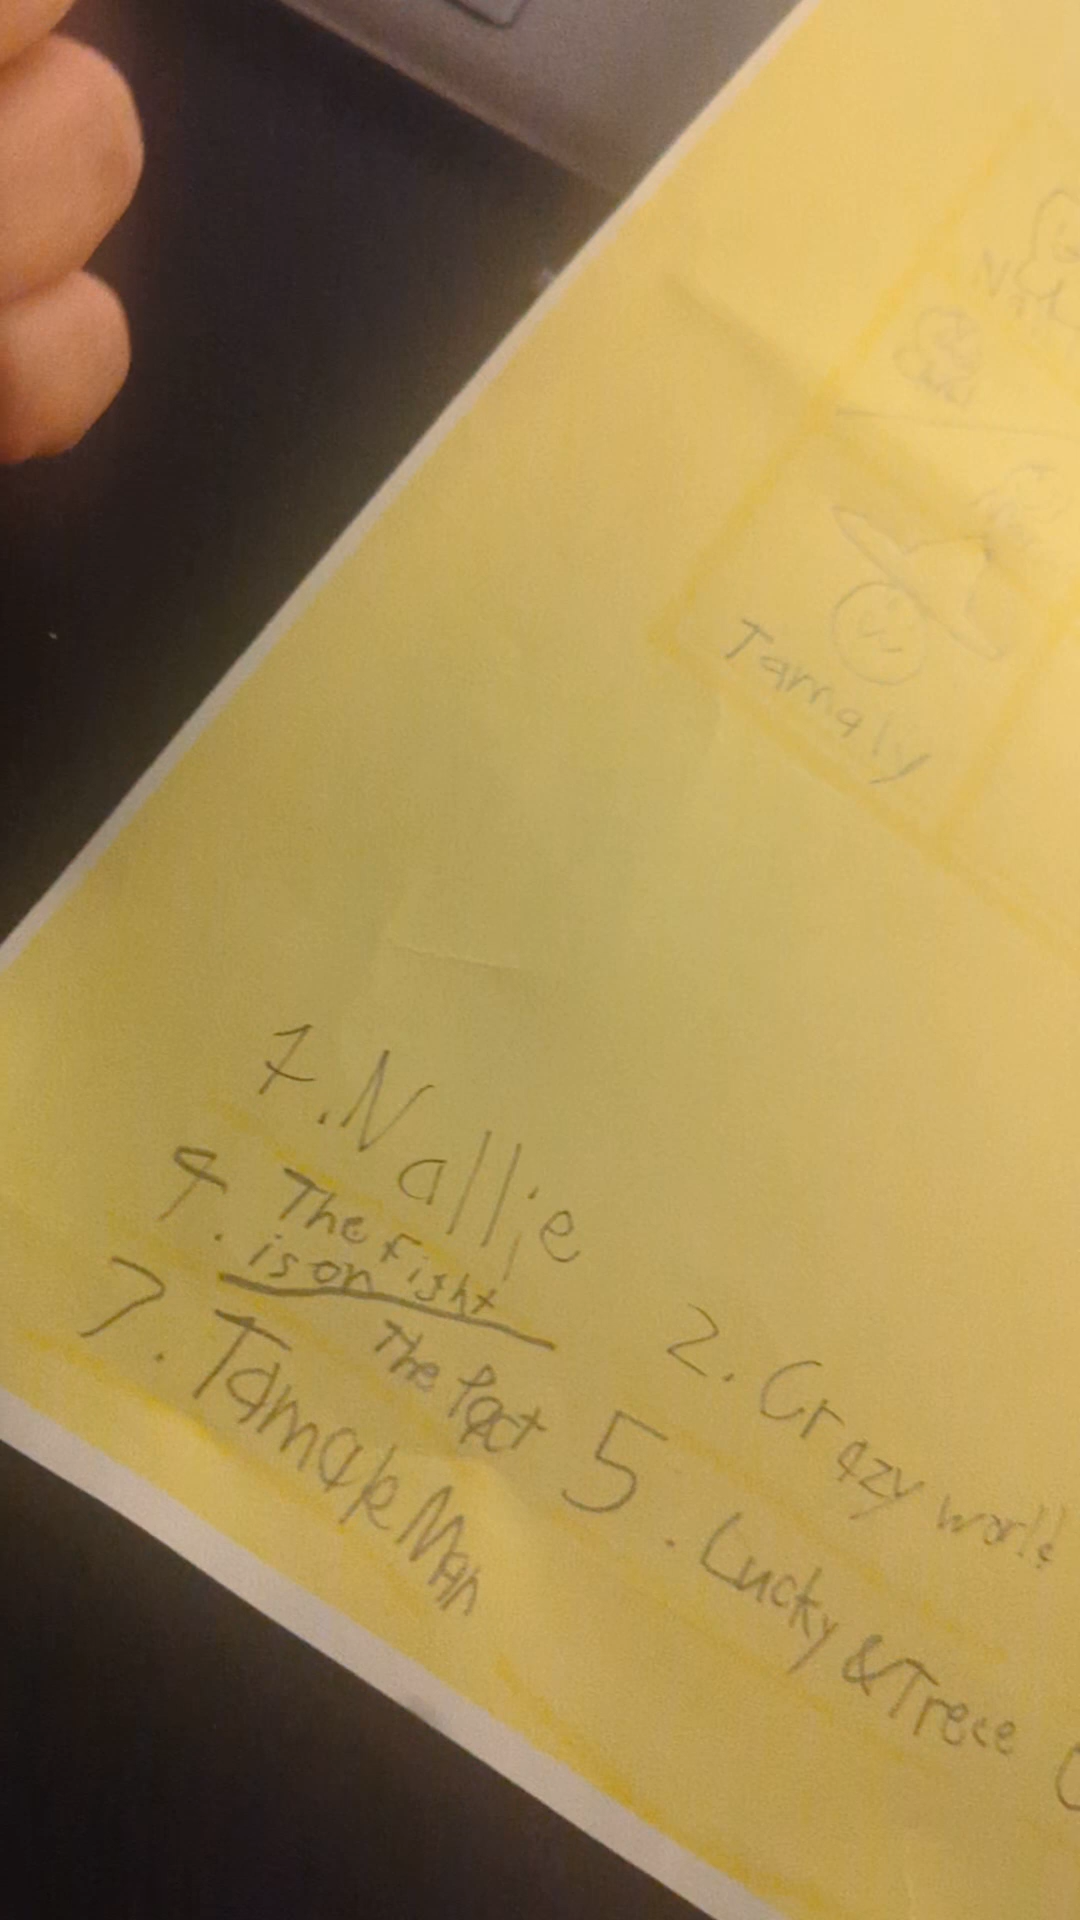 Tamaly
1. Nallie
2. Crazy world
4. The fight
is on
The Pact
5. Lucky & Trece
7. Tamale Man